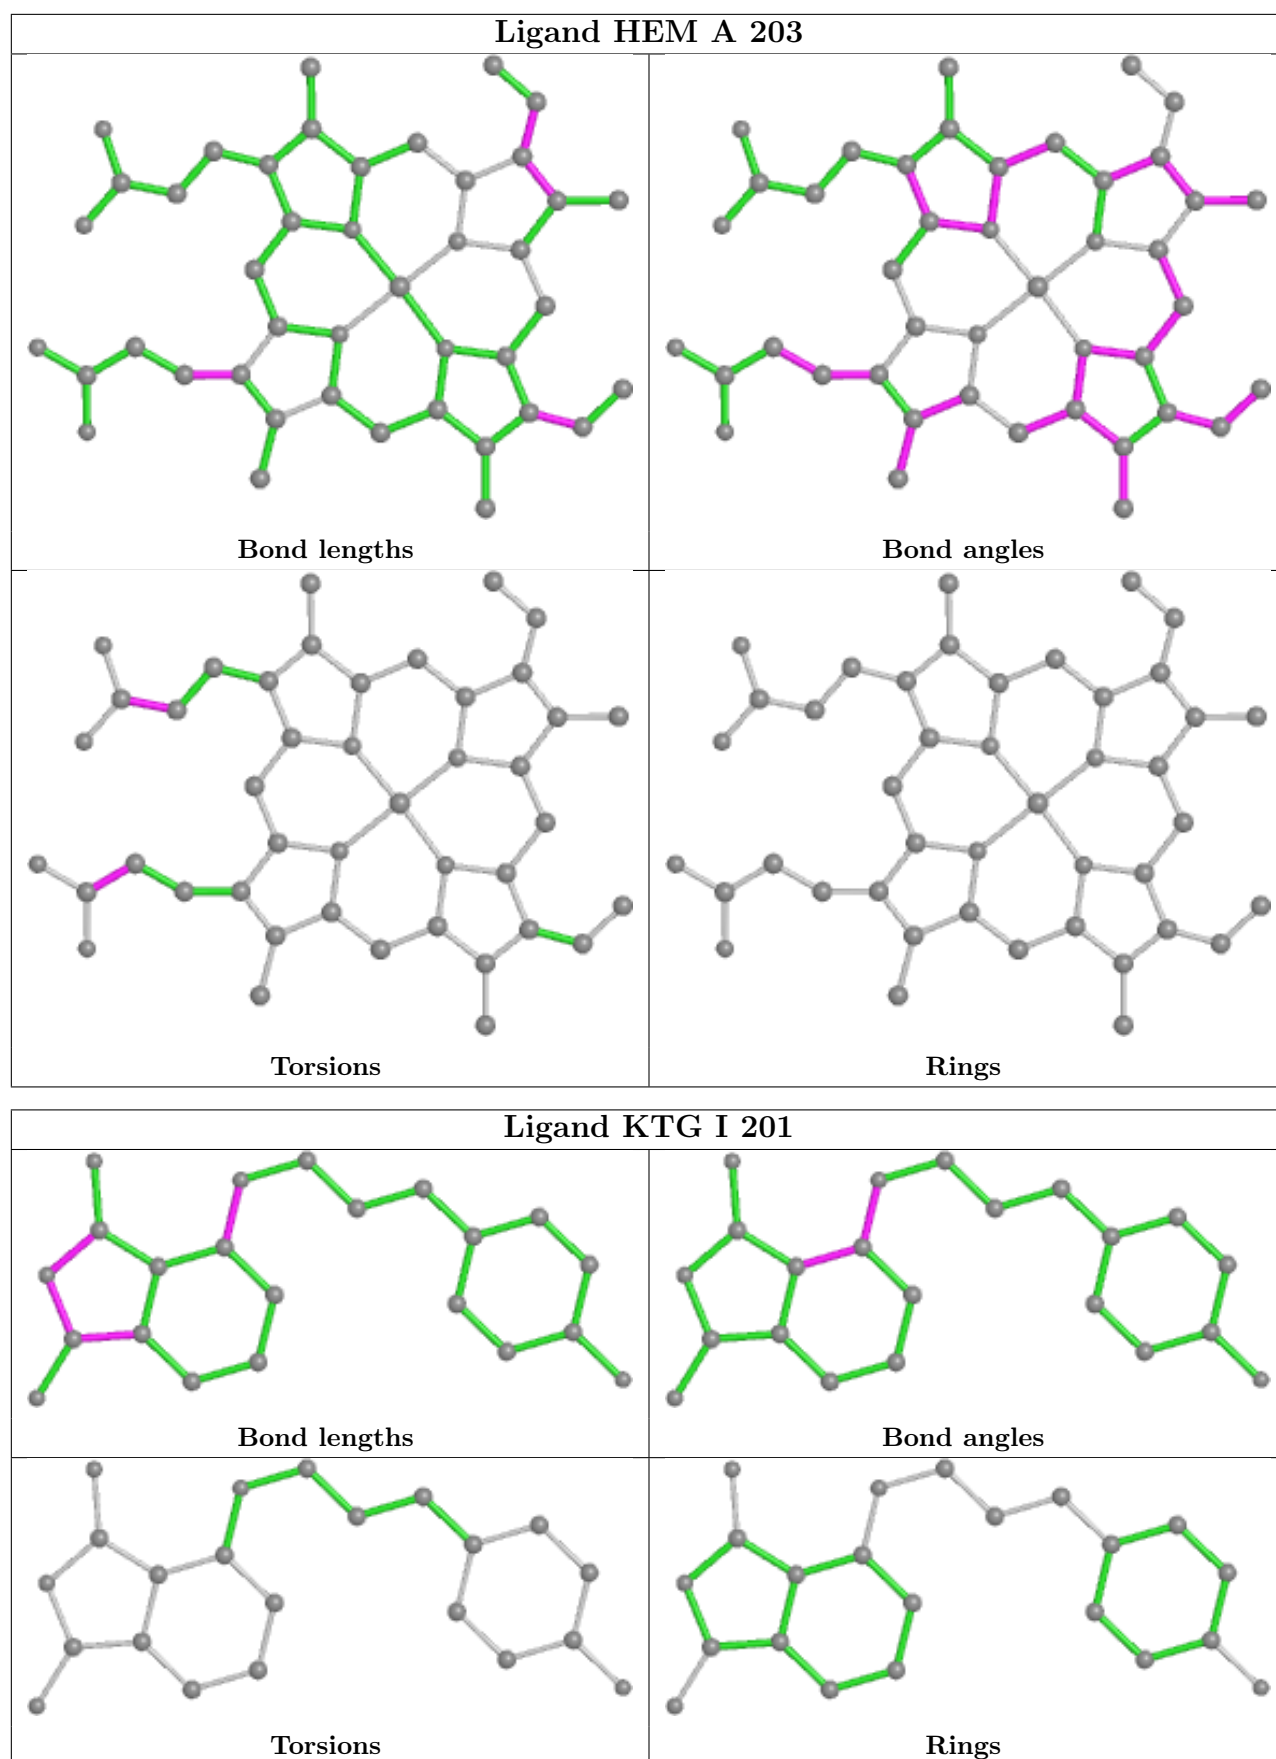 Ligand HEM A 203
Bond lengths
Bond angles
Torsions
Rings
Ligand KTG I 201
Bond lengths
Bond angles
Torsions
Rings